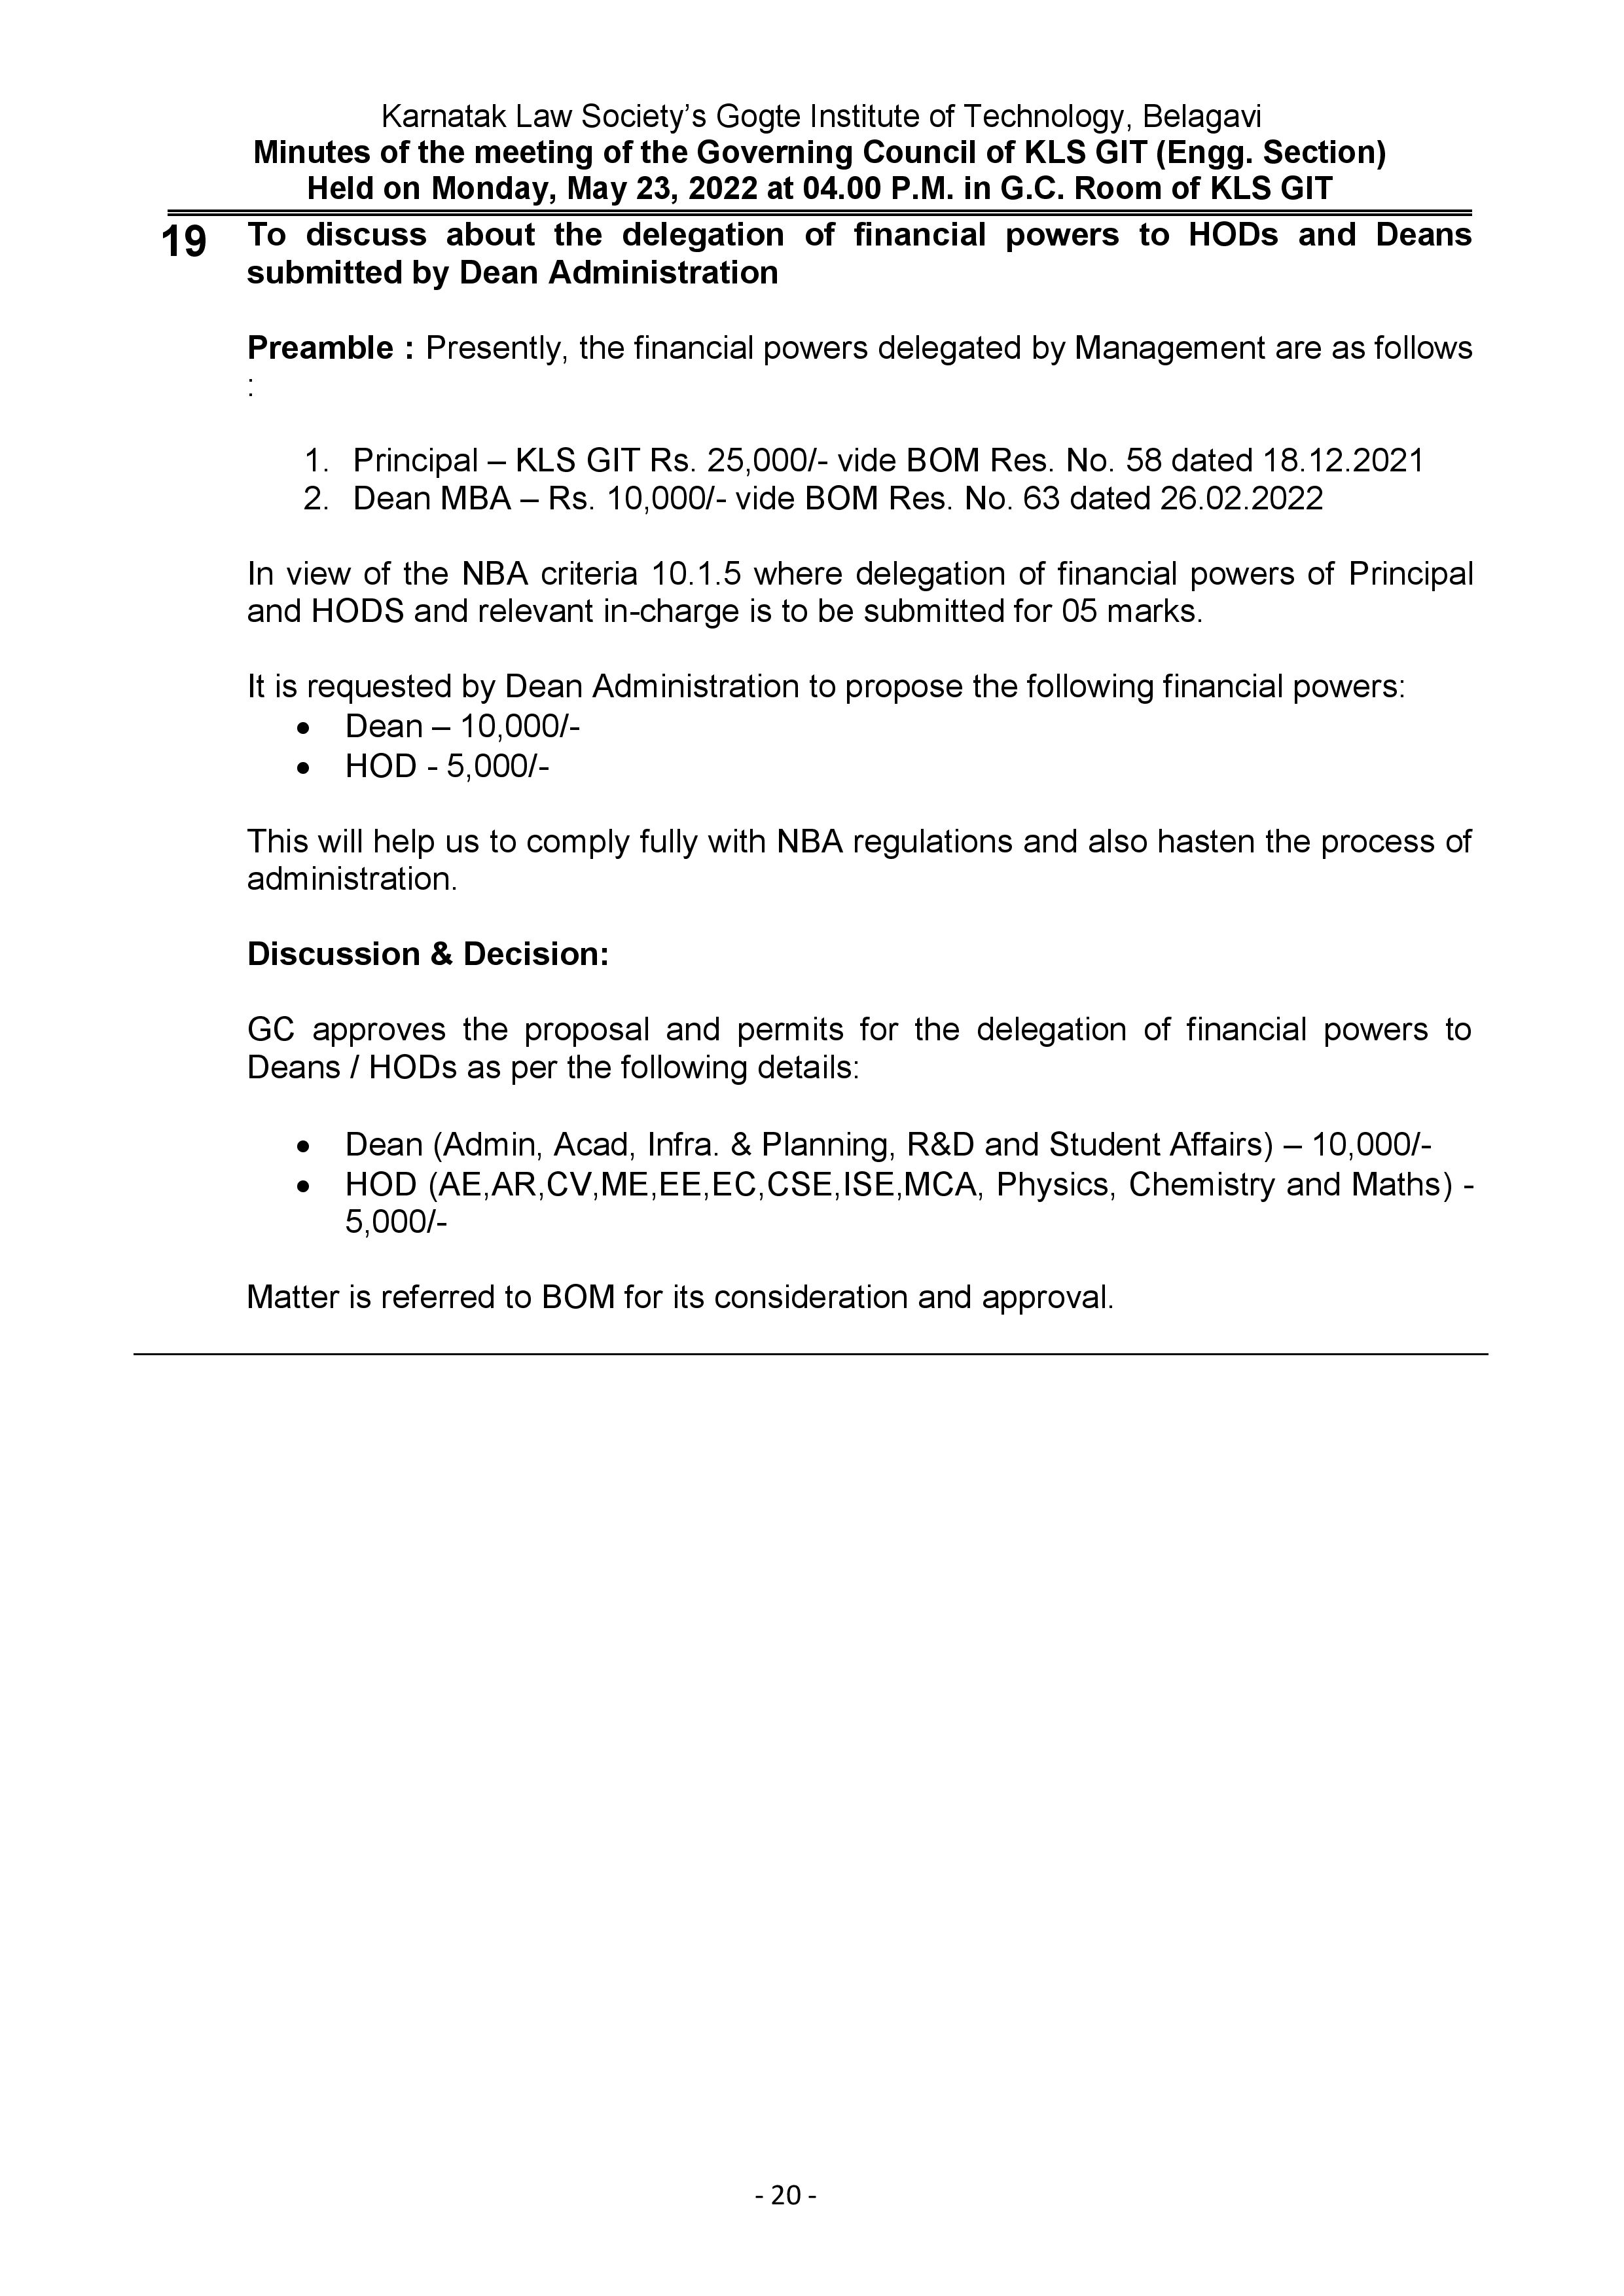 Karnatak Law Society’s Gogte Institute of Technology, Belagavi
Minutes of the meeting of the Governing Council of KLS GIT (Engg. Section)
Held on Monday, May 23, 2022 at 04.00 P.M. in G.C. Room of KLS GIT
19 To discuss about the delegation of financial powers to HODs and Deans
submitted by Dean Administration
Preamble : Presently, the financial powers delegated by Management are as follows
:
1. Principal – KLS GIT Rs. 25,000/- vide BOM Res. No. 58 dated 18.12.2021
2. Dean MBA – Rs. 10,000/- vide BOM Res. No. 63 dated 26.02.2022
In view of the NBA criteria 10.1.5 where delegation of financial powers of Principal
and HODS and relevant in-charge is to be submitted for 05 marks.
It is requested by Dean Administration to propose the following financial powers:
• Dean – 10,000/-
• HOD - 5,000/-
This will help us to comply fully with NBA regulations and also hasten the process of
administration.
Discussion & Decision:
GC approves the proposal and permits for the delegation of financial powers to
Deans / HODs as per the following details:
• Dean (Admin, Acad, Infra. & Planning, R&D and Student Affairs) – 10,000/-
• HOD (AE,AR,CV,ME,EE,EC,CSE,ISE,MCA, Physics, Chemistry and Maths) -
5,000/-
Matter is referred to BOM for its consideration and approval.
- 20 -